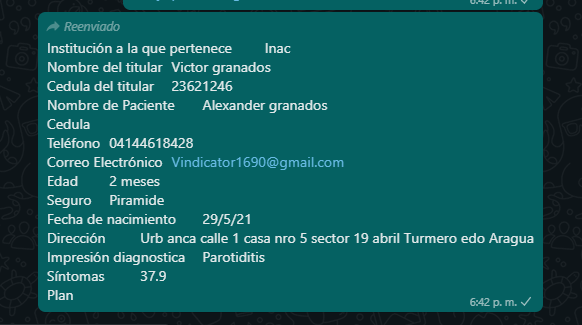 6:42 p. m.
Reenviado
Institución a la que pertenece Inac
Nombre del titular Victor granados
Cedula del titular 23621246
Nombre de Paciente Alexander granados
Cedula
Teléfono 04144618428
Correo Electrónico Vindicator1690@gmail.com
Edad 2 meses
Seguro Piramide
Fecha de nacimiento 29/5/21
Dirección Urb anca calle 1 casa nro 5 sector 19 abril Turmero edo Aragua
Impresión diagnostica Parotiditis
Síntomas 37.9
Plan
6:42 p. m.